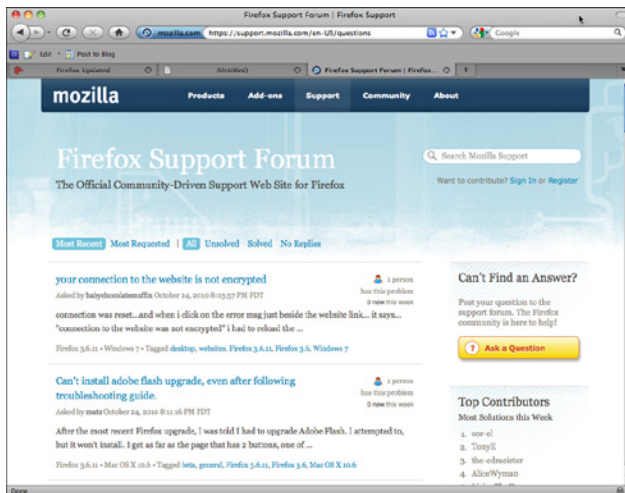 Firefox Support Forum | Firefox Support
mozilla.com https://support.mozilla.com/en-US/questions
Google
Edit
Post to Blog
Firefox Updated
(Untitled)
Firefox Support Forum | Firefox...
mozilla
Products Add-ons Support Community About
Firefox Support Forum
The Official Community-Driven Support Web Site for Firefox
Search Mozilla Support
Want to contribute? Sign In or Register
Most Recent Most Requested | All Unsolved Solved No Replies
your connection to the website is not encrypted
Asked by babyshocolatemuffin October 24, 2010 8:03:57 PM PDT
1 person
has this problem
0 new this week
connection was reset...and when i click on the error msg just beside the website link... it says...
"connection to the website was not encrypted" i had to reload the ...
Firefox 3.6.11 • Windows 7 • Tagged desktop, websites, Firefox 3.6.11, Firefox 3.6, Windows 7
Can't install adobe flash upgrade, even after following
troubleshooting guide.
Asked by matz October 24, 2010 8:11:16 PM PDT
1 person
has this problem
0 new this week
After the most recent Firefox upgrade, I was told I had to upgrade Adobe Flash. I attempted to,
but it won't install. I get as far as the page that has 2 buttons, one of ...
Firefox 3.6.11 • Mac OS X 10.6 • Tagged beta, general, Firefox 3.6.11, Firefox 3.6, Mac OS X 10.6
Can't Find an Answer?
Post your question to the
support forum. The Firefox
community is here to help!
? Ask a Question
Top Contributors
Most Solutions this Week
1. cor-el
2. TonyE
3. the-edmeister
4. AliceWyman
Done